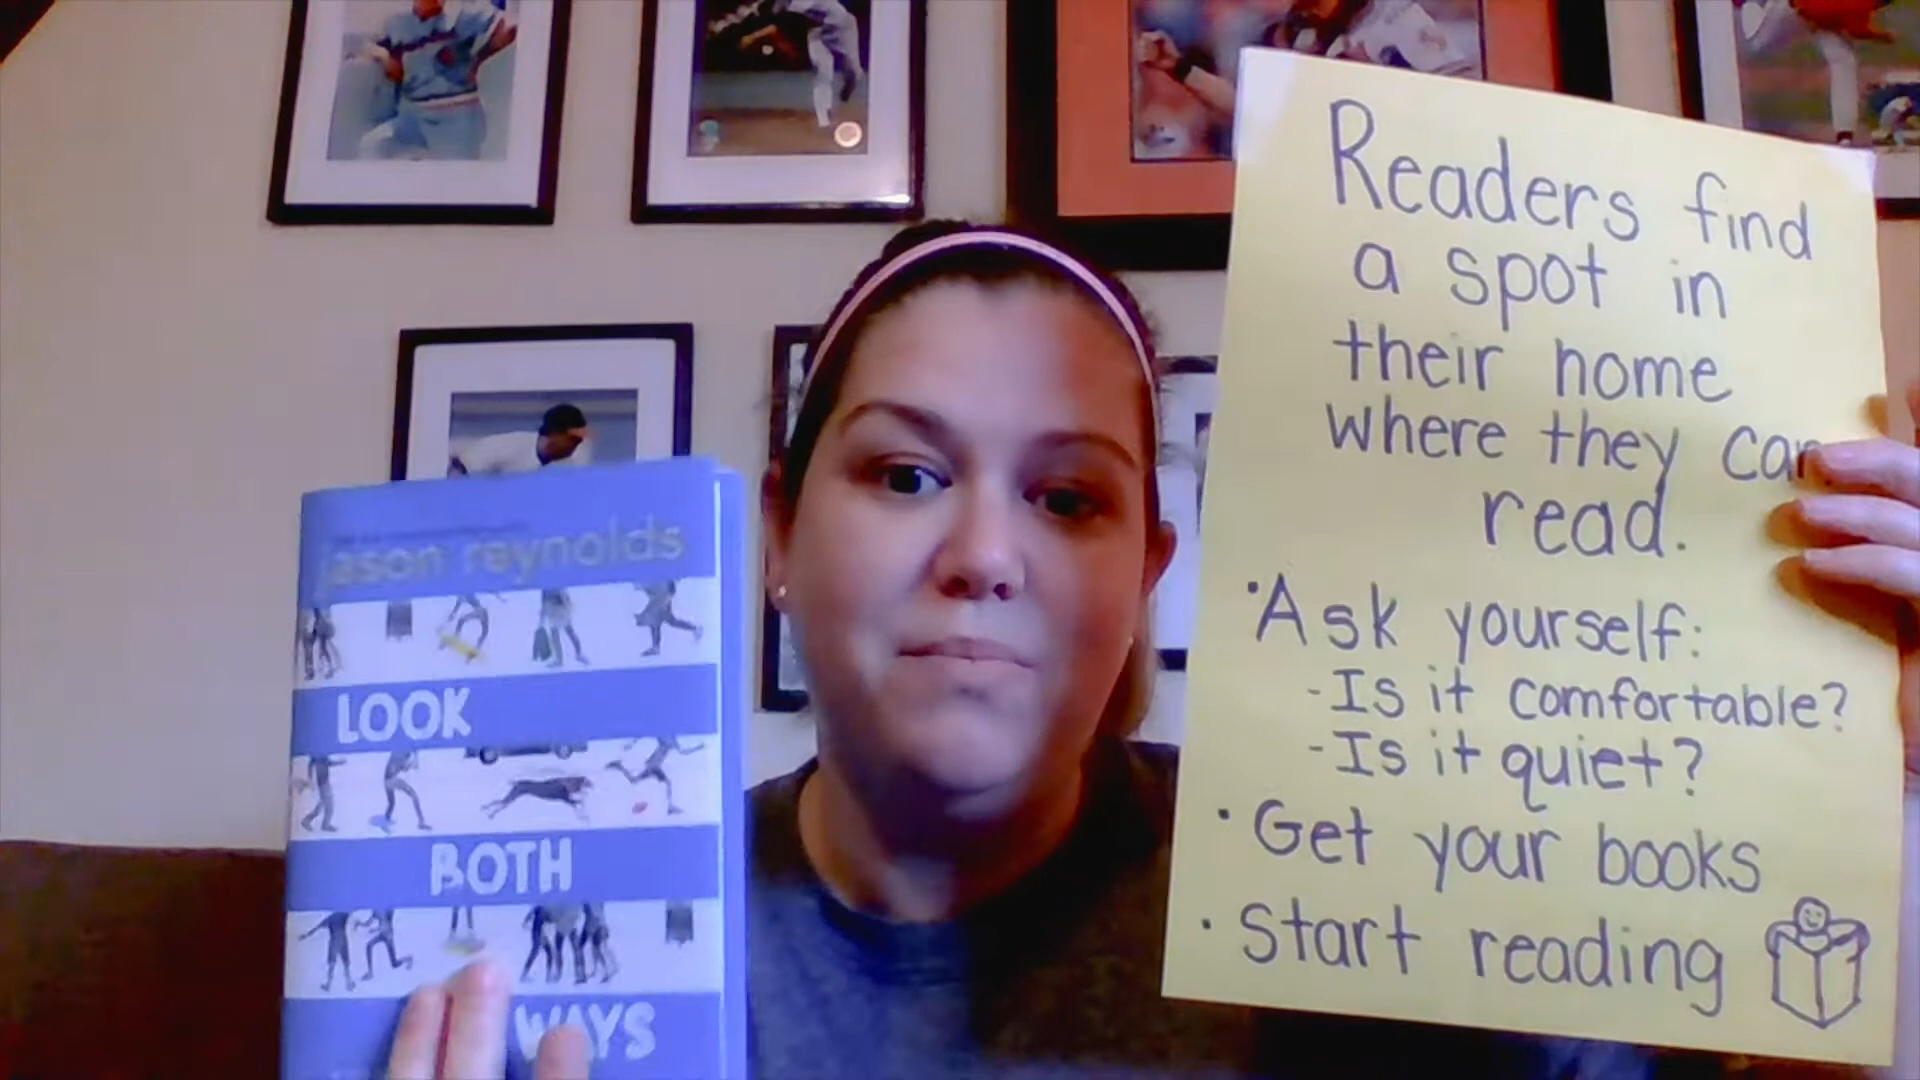 jason reynolds
LOOK
BOTH
WAYS
Readers find
a spot in
their home
where they can
read.
• Ask yourself:
- Is it comfortable?
- Is it quiet?
• Get your books
• Start reading